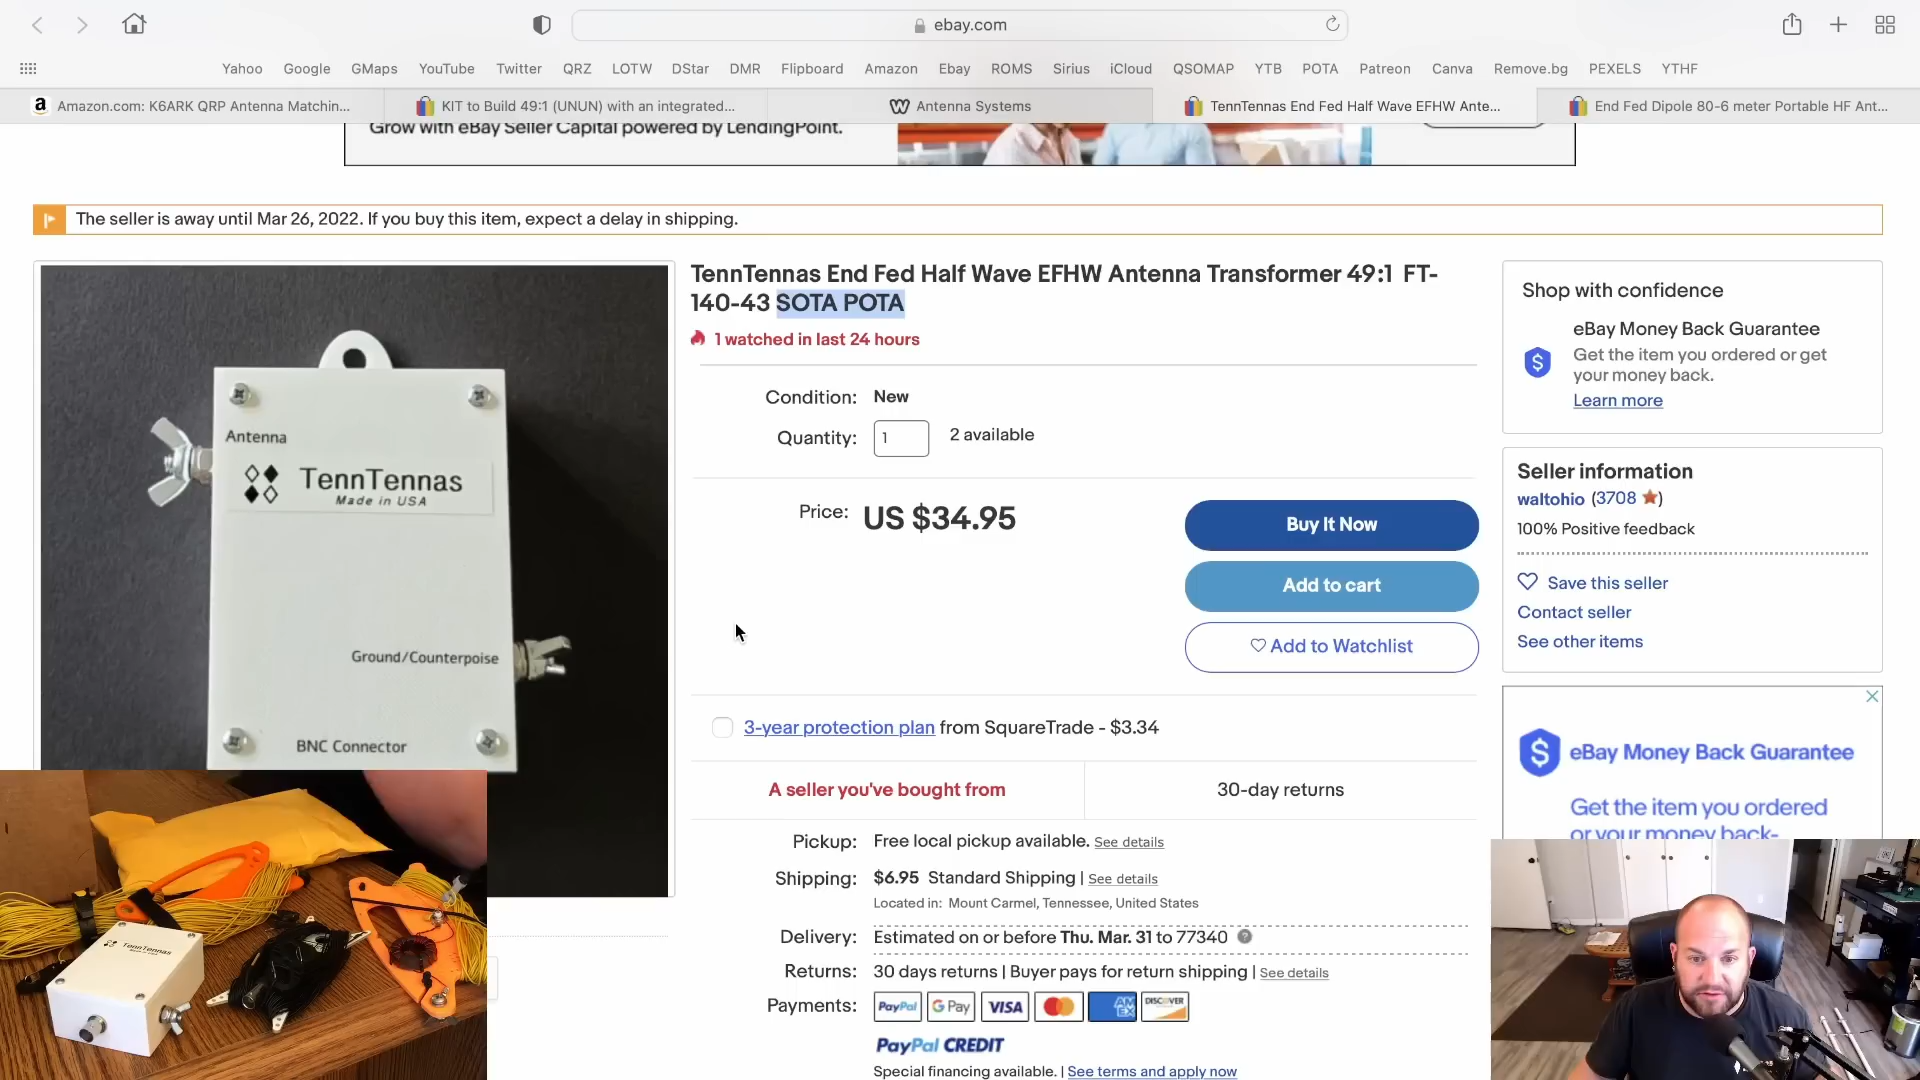 ebay.com
Yahoo Google GMaps YouTube Twitter QRZ LOTW DStar DMR Flipboard Amazon Ebay ROMS Sirius iCloud QSOMAP YTB POTA Patreon Canva Remove.bg PEXELS YTHF
Amazon.com: K6ARK QRP Antenna Matchin...
KIT to Build 49:1 (UNUN) with an integrated...
Antenna Systems
TennTennas End Fed Half Wave EFHW Ante...
End Fed Dipole 80-6 meter Portable HF Ant...
Grow with eBay Seller Capital powered by LendingPoint.
The seller is away until Mar 26, 2022. If you buy this item, expect a delay in shipping.
Antenna
TennTennas
Made in USA
Ground/Counterpoise
BNC Connector
TennTennas End Fed Half Wave EFHW Antenna Transformer 49:1 FT-
140-43 SOTA POTA
1 watched in last 24 hours
Condition: New
Quantity: 1 2 available
Price: US $34.95
Buy It Now
Add to cart
Add to Watchlist
3-year protection plan from SquareTrade - $3.34
A seller you've bought from
30-day returns
Pickup: Free local pickup available. See details
Shipping: $6.95 Standard Shipping | See details
Located in: Mount Carmel, Tennessee, United States
Delivery: Estimated on or before Thu. Mar. 31 to 77340
Returns: 30 days returns | Buyer pays for return shipping | See details
Payments: PayPal G Pay VISA AM EX DISCOVER
PayPal CREDIT
Special financing available. | See terms and apply now
Shop with confidence
eBay Money Back Guarantee
Get the item you ordered or get
your money back.
Learn more
Seller information
waltohio (3708)
100% Positive feedback
Save this seller
Contact seller
See other items
eBay Money Back Guarantee
Get the item you ordered
or your money back-
TennTennas